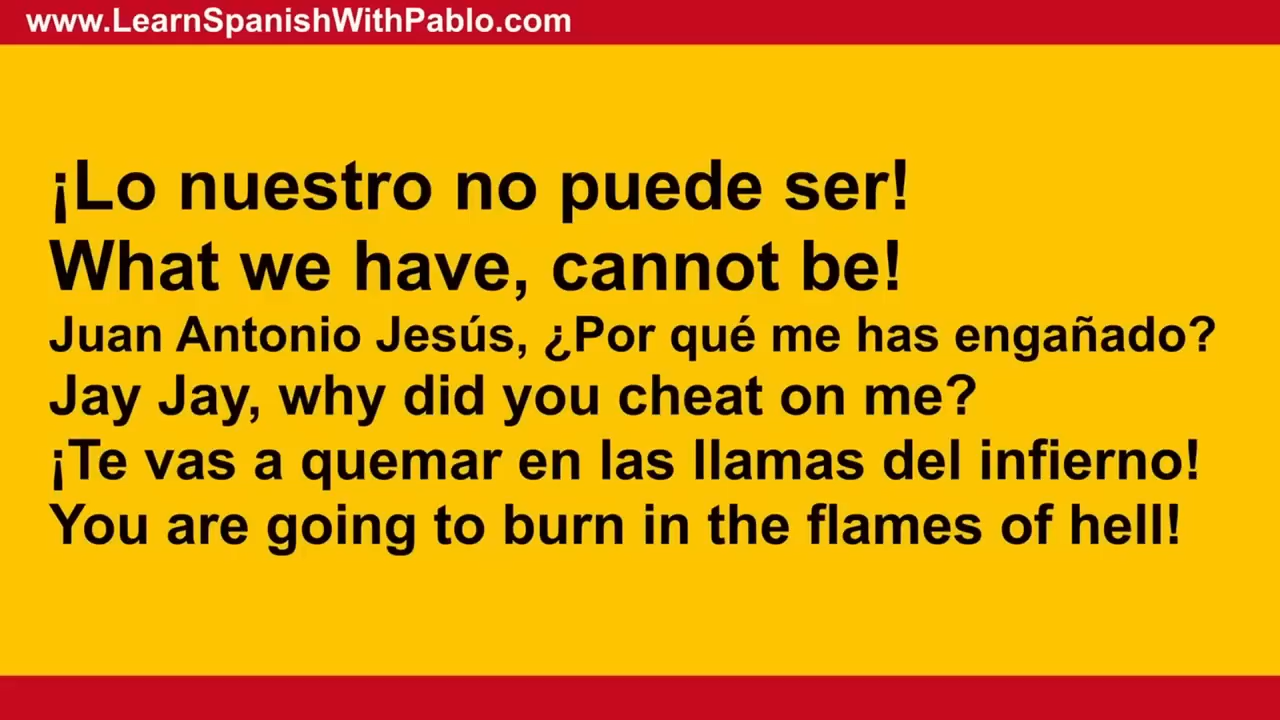 www.LearnSpanishWithPablo.com
¡Lo nuestro no puede ser!
What we have, cannot be!
Juan Antonio Jesús, ¿Por qué me has engañado?
Jay Jay, why did you cheat on me?
¡Te vas a quemar en las llamas del infierno!
You are going to burn in the flames of hell!